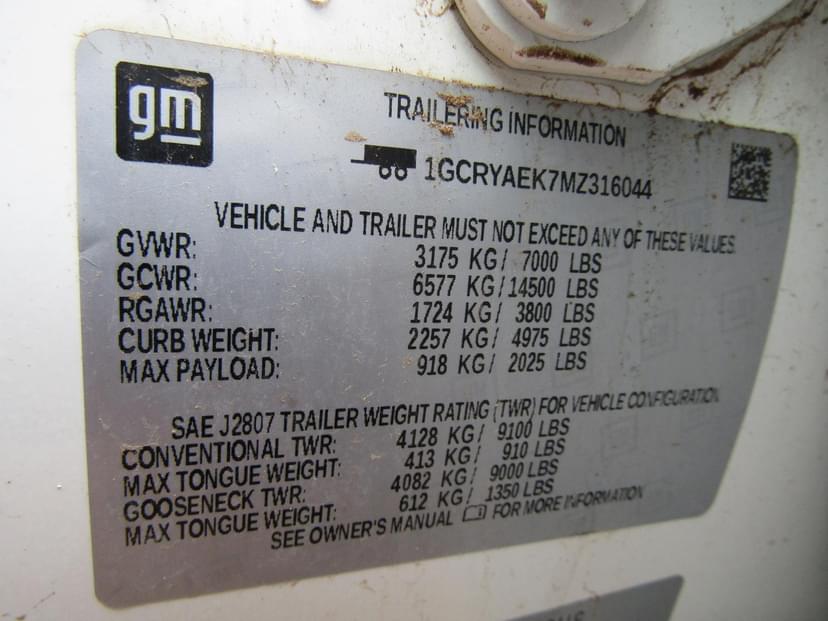 gm
TRAILERING INFORMATION
1GCRYAEK7MZ316044
VEHICLE AND TRAILER MUST NOT EXCEED ANY OF THESE VALUES.
GVWR: 3175 KG/ 7000 LBS
GCWR: 6577 KG/14500 LBS
RGAWR: 1724 KG/ 3800 LBS
CURB WEIGHT: 2257 KG/ 4975 LBS
MAX PAYLOAD: 918 KG/ 2025 LBS
SAE J2807 TRAILER WEIGHT RATING (TWR) FOR VEHICLE CONFIGURATION
CONVENTIONAL TWR: 4128 KG/ 9100 LBS
MAX TONGUE WEIGHT: 413 KG/ 910 LBS
GOOSENECK TWR: 4082 KG/ 9000 LBS
MAX TONGUE WEIGHT: 612 KG/ 1350 LBS
SEE OWNER'S MANUAL FOR MORE INFORMATION